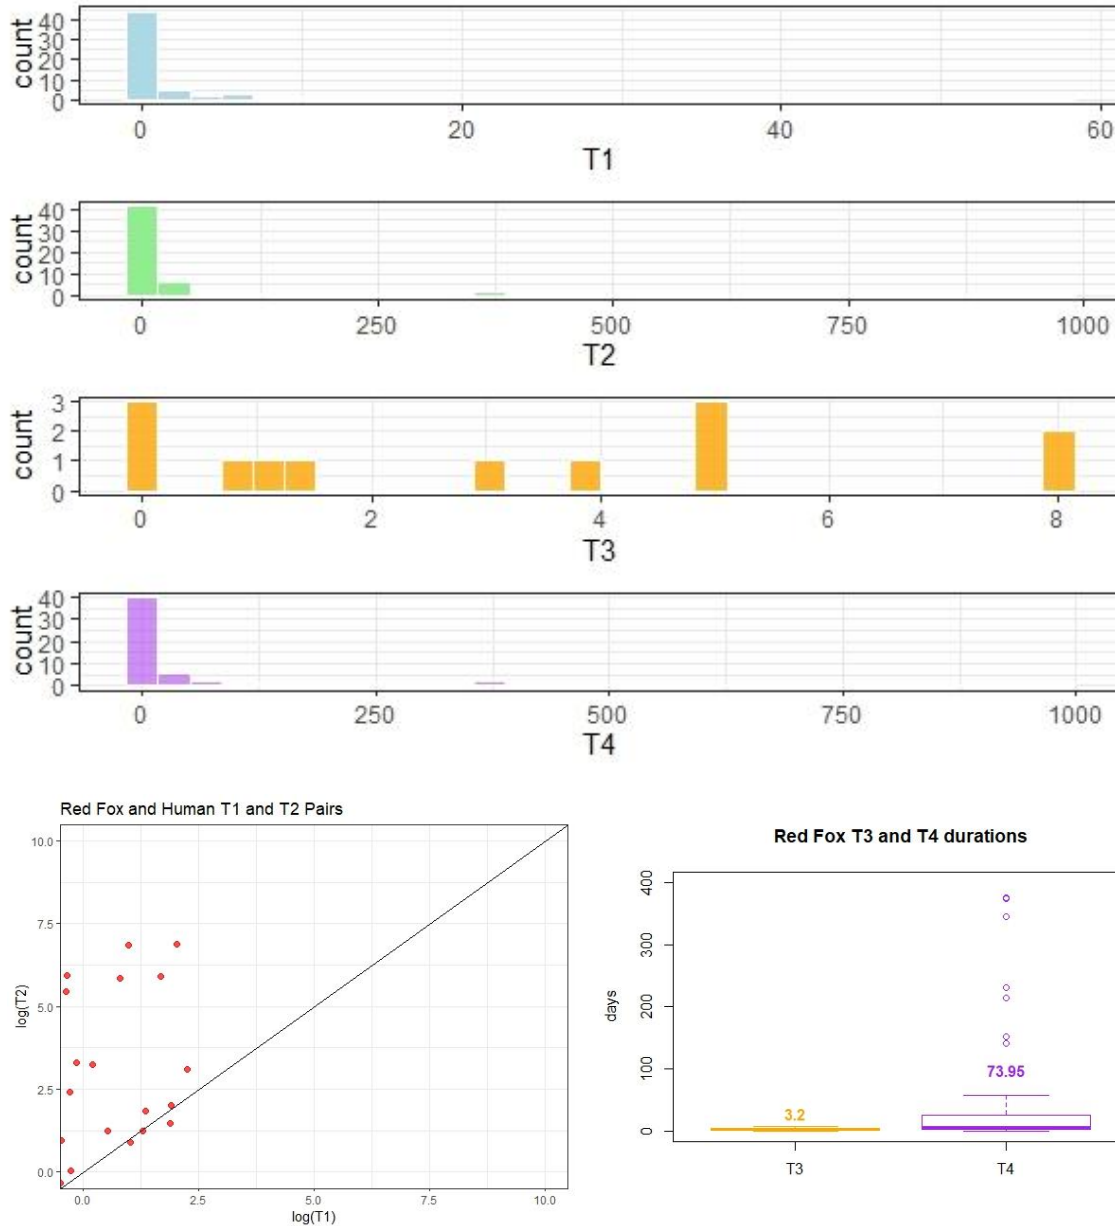 count
40
30
20
10
0
0 20 40 60
T1
count
40
30
20
10
0
0 250 500 750 1000
T2
count
3
2
1
0
0 2 4 6 8
T3
count
40
30
20
10
0
0 250 500 750 1000
T4
Red Fox and Human T1 and T2 Pairs
log(T2)
10.0
7.5
5.0
2.5
0.0
0.0 2.5 5.0 7.5 10.0
log(T1)
Red Fox T3 and T4 durations
days
400
300
200
100
0
73.95
3.2
T3 T4